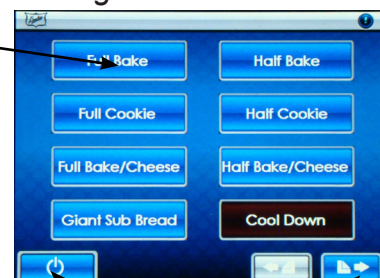 Full Bake
Half Bake
Full Cookie
Half Cookie
Full Bake/Cheese
Half Bake/Cheese
Giant Sub Bread
Cool Down